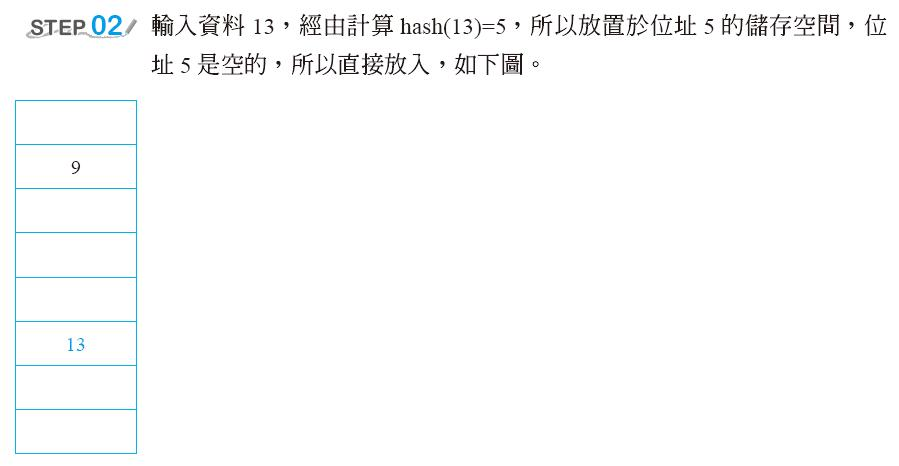 STEP 02 輸入資料 13，經由計算 hash(13)=5，所以放置於位址 5 的儲存空間，位
址 5 是空的，所以直接放入，如下圖。
9
13